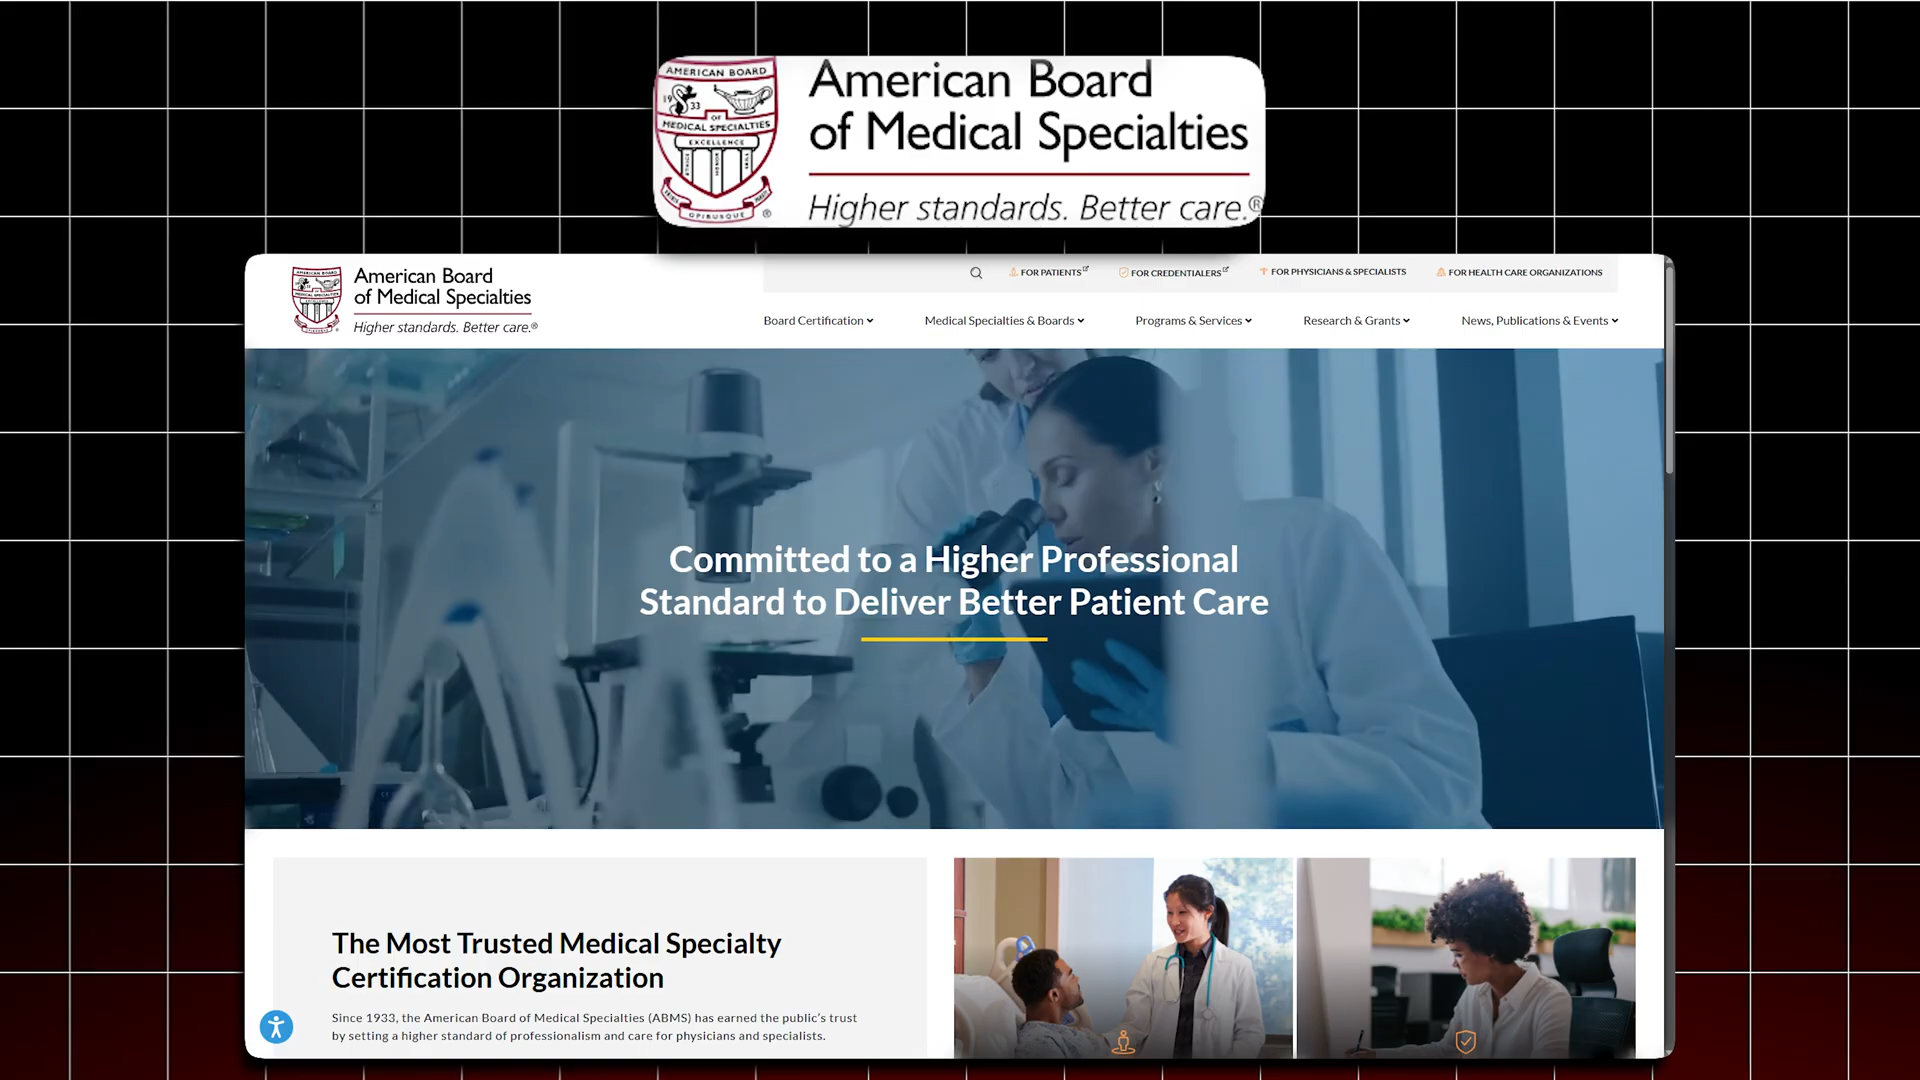 AMERICAN BOARD
19 33
OF
MEDICAL SPECIALTIES
EXCELLENCE
OPIBUSQUE
®
American Board
of Medical Specialties
Higher standards. Better care.®
American Board
of Medical Specialties
Higher standards. Better care.®
FOR PATIENTS
FOR CREDENTIALERS
FOR PHYSICIANS & SPECIALISTS
FOR HEALTH CARE ORGANIZATIONS
Board Certification
Medical Specialties & Boards
Programs & Services
Research & Grants
News, Publications & Events
Committed to a Higher Professional
Standard to Deliver Better Patient Care
The Most Trusted Medical Specialty
Certification Organization
Since 1933, the American Board of Medical Specialties (ABMS) has earned the public's trust
by setting a higher standard of professionalism and care for physicians and specialists.